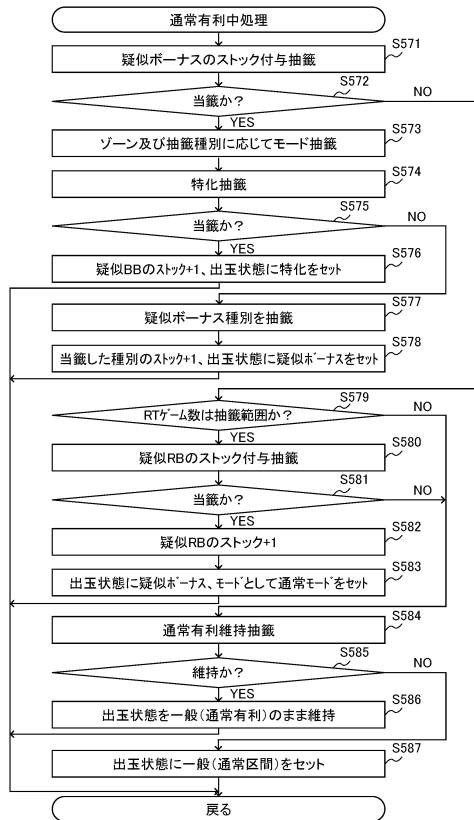 通常有利中処理
S571
疑似ボーナスのストック付与抽籤
S572
当籤か？
NO
YES
S573
ゾーン及び抽籤種別に応じてモード抽籤
S574
特化抽籤
S575
当籤か？
NO
YES
S576
疑似BBのストック+1、出玉状態に特化をセット
S577
疑似ボーナス種別を抽籤
S578
当籤した種別のストック+1、出玉状態に疑似ボーナスをセット
S579
RTゲーム数は抽籤範囲か？
NO
YES
S580
疑似RBのストック付与抽籤
S581
当籤か？
NO
YES
S582
疑似RBのストック+1
S583
出玉状態に疑似ボーナス、モードとして通常モードをセット
S584
通常有利維持抽籤
S585
維持か？
NO
YES
S586
出玉状態を一般（通常有利）のまま維持
S587
出玉状態に一般（通常区間）をセット
戻る